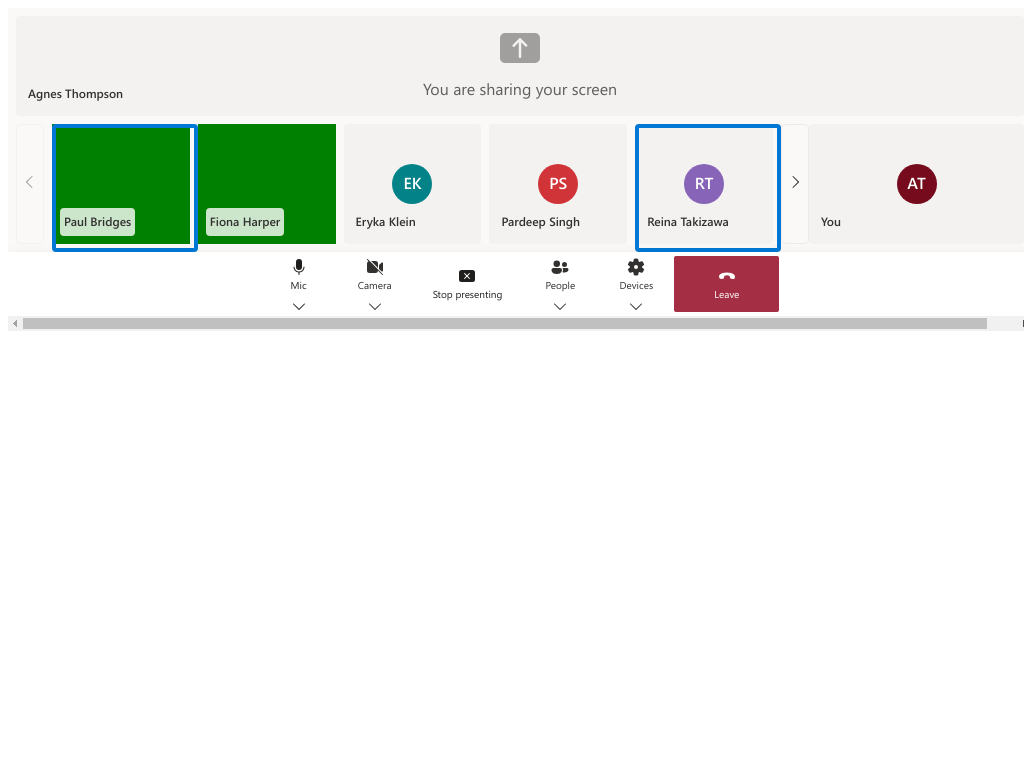 You are sharing your screen
Agnes Thompson
EK
PS
RT
AT
Paul Bridges
Fiona Harper
Eryka Klein
Pardeep Singh
Reina Takizawa
You
Mic
Camera
Stop presenting
People
Devices
Leave